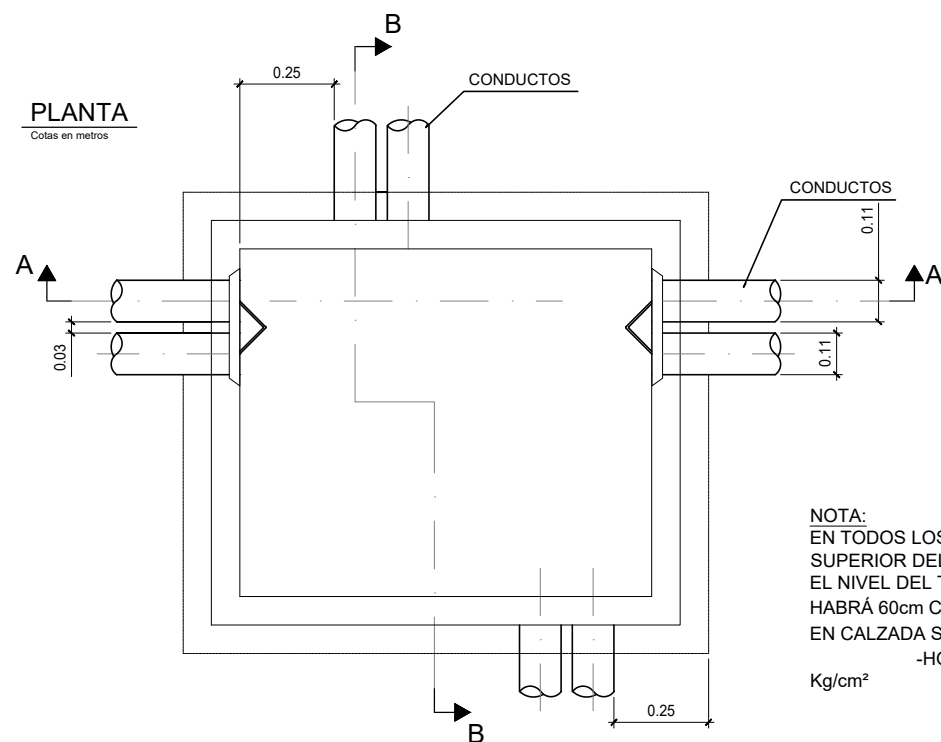 B
0.25
CONDUCTOS
PLANTA
Cotas en metros
CONDUCTOS
0.11
A
A
0.03
0.11
NOTA:
EN TODOS LOS
SUPERIOR DEL
EL NIVEL DEL
HABRÁ 60cm
EN CALZADA
Kg/cm²
0.25
B